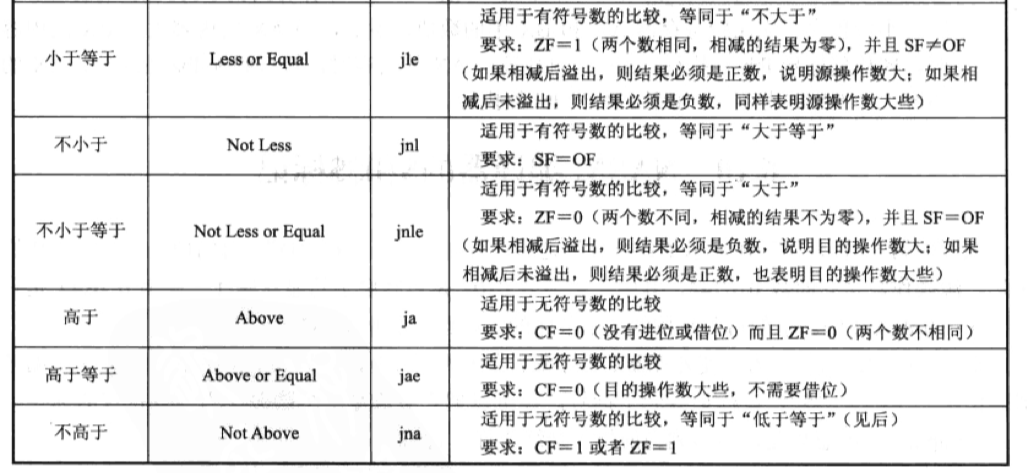 小于等于 Less or Equal jle
适用于有符号数的比较，等同于“不大于”
要求：ZF＝1（两个数相同，相减的结果为零），并且 SF≠OF
（如果相减后溢出，则结果必须是正数，说明源操作数大；如果相
减后未溢出，则结果必须是负数，同样表明源操作数大些）
不小于 Not Less jnl
适用于有符号数的比较，等同于“大于等于”
要求：SF＝OF
不小于等于 Not Less or Equal jnle
适用于有符号数的比较，等同于“大于”
要求：ZF＝0（两个数不同，相减的结果不为零），并且 SF＝OF
（如果相减后溢出，则结果必须是负数，说明目的操作数大；如果
相减后未溢出，则结果必须是正数，也表明目的操作数大些）
高于 Above ja
适用于无符号数的比较
要求：CF＝0（没有进位或借位）而且 ZF＝0（两个数不相同）
高于等于 Above or Equal jae
适用于无符号数的比较
要求：CF＝0（目的操作数大些，不需要借位）
不高于 Not Above jna
适用于无符号数的比较，等同于“低于等于”（见后）
要求：CF＝1 或者 ZF＝1